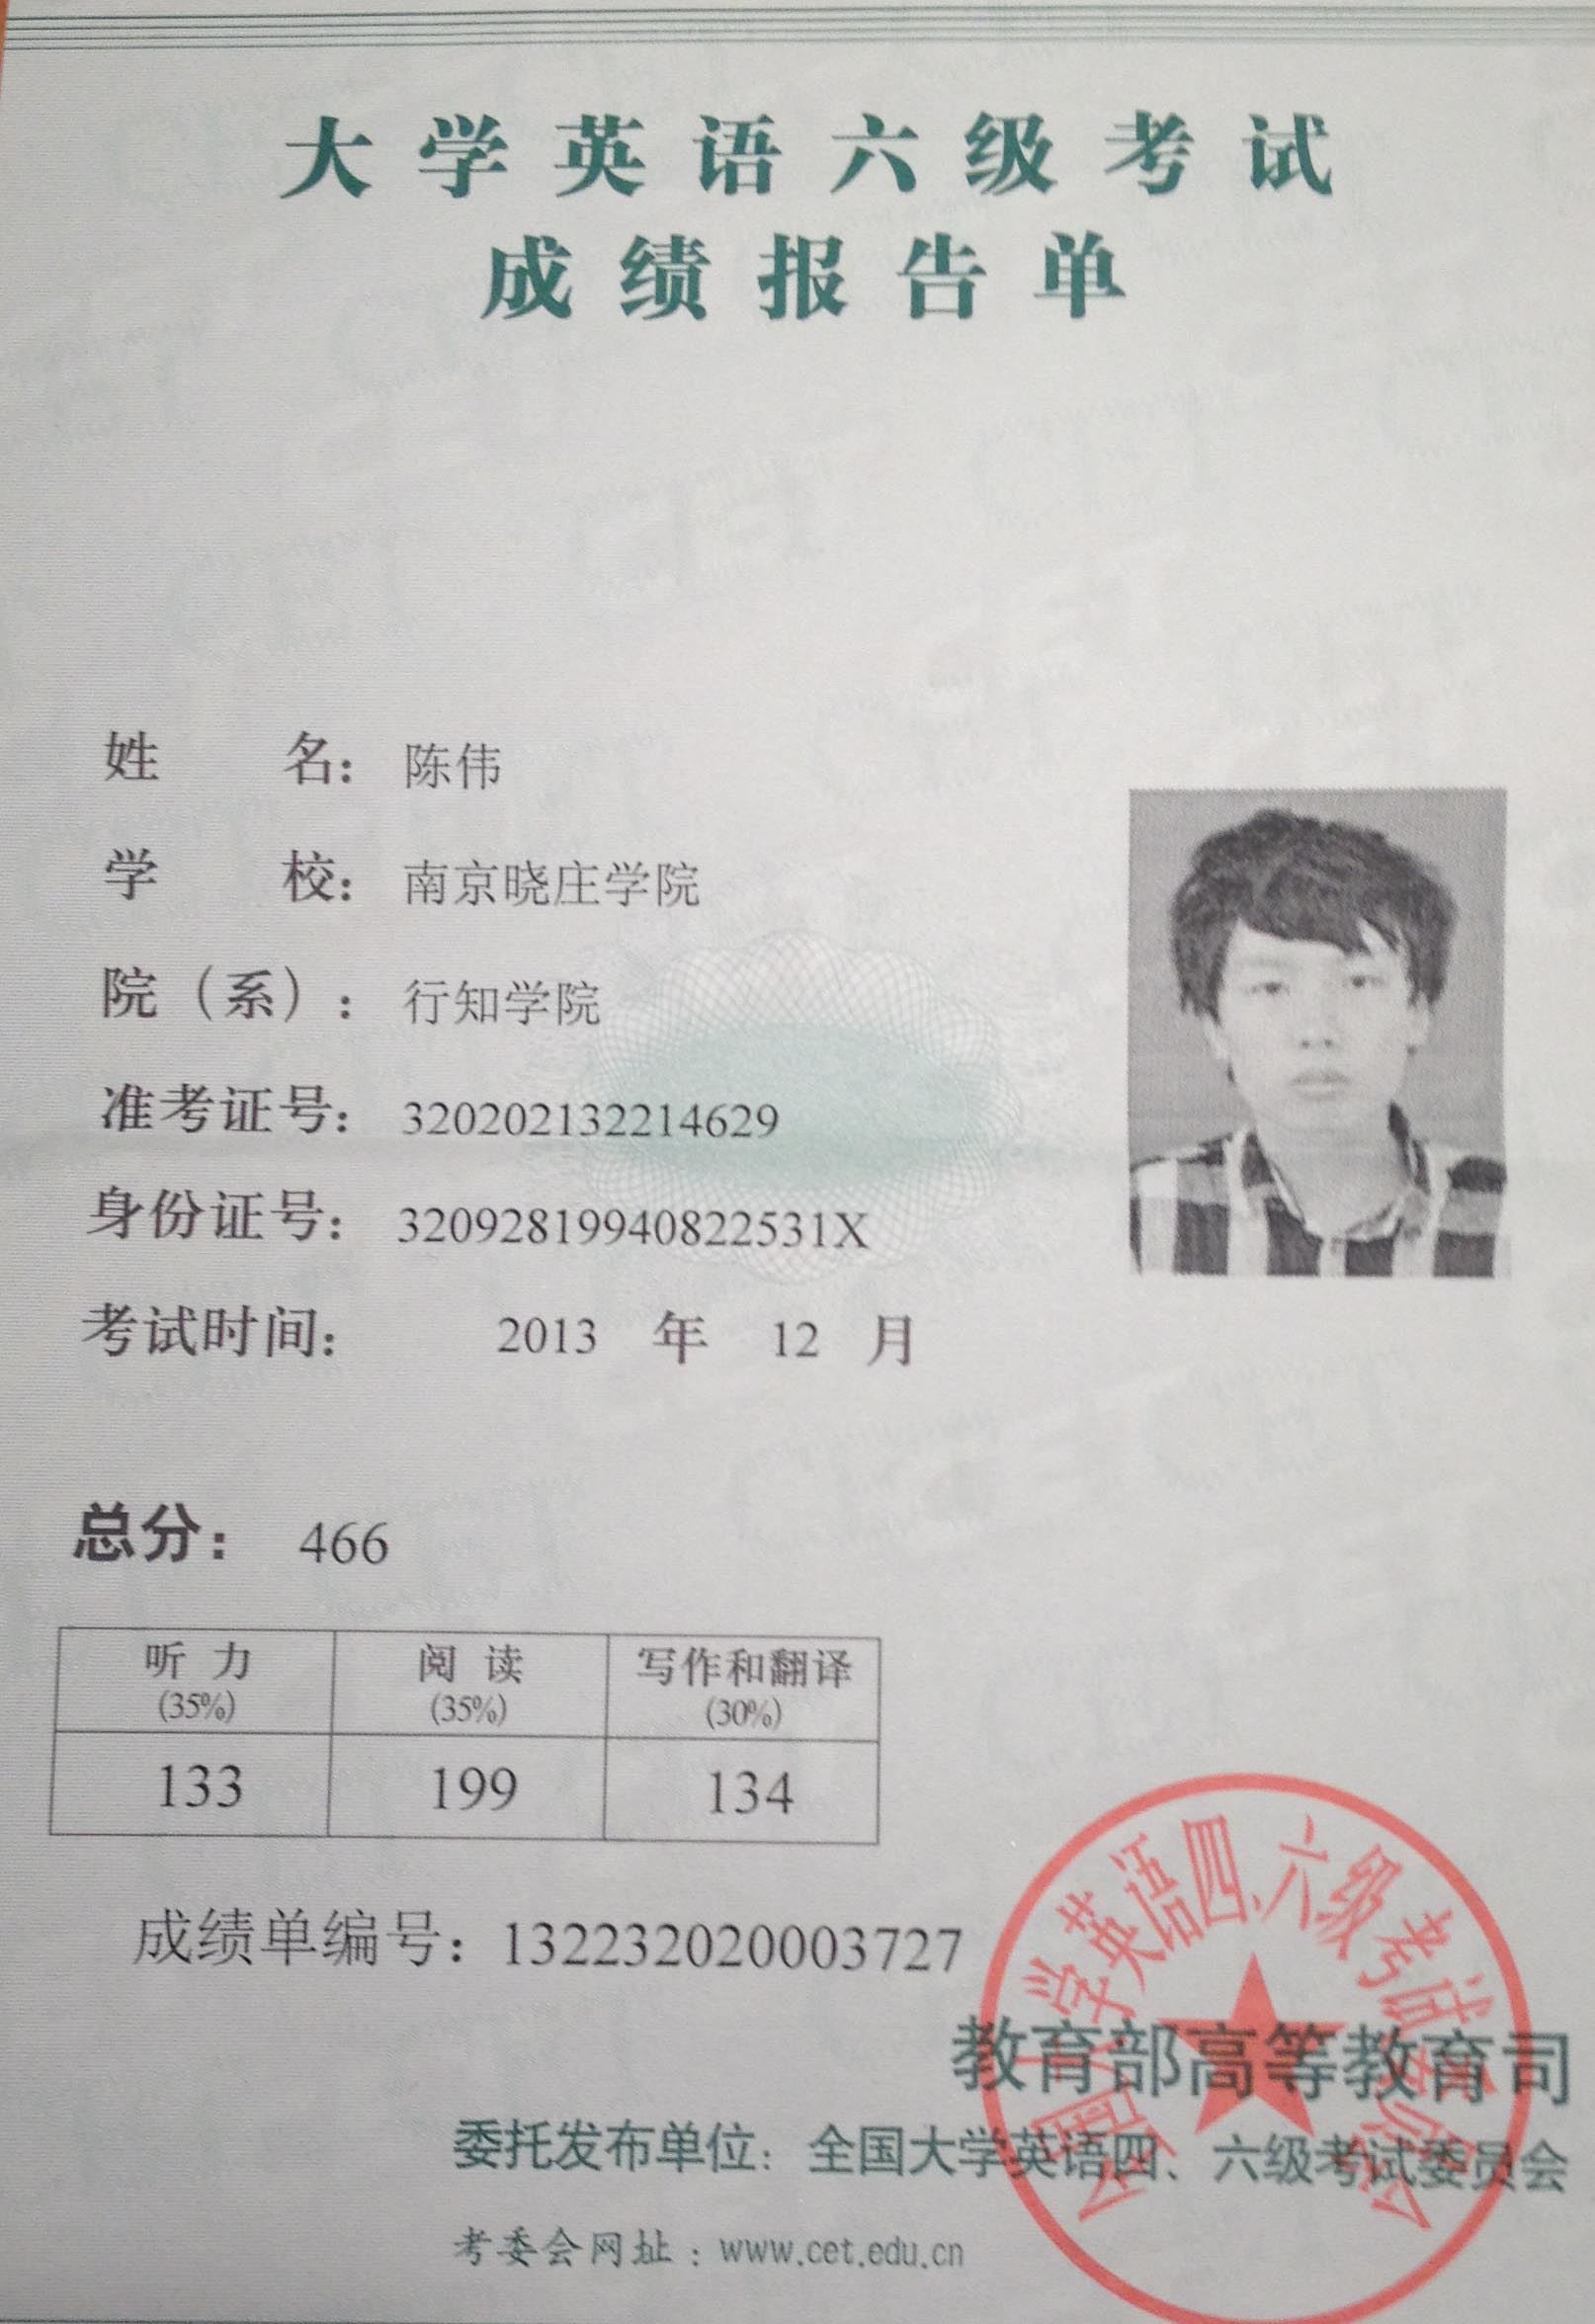 大学英语六级考试
成绩报告单
姓名：陈伟
学校：南京晓庄学院
院（系）：行知学院
准考证号：320202132214629
身份证号：32092819940822531X
考试时间：2013 年 12 月
总分：466
听力 阅读 写作和翻译
(35%) (35%) (30%)
133 199 134
成绩单编号：132232020003727
全国大学英语四、六级考试委员会
教育部高等教育司
委托发布单位：全国大学英语四、六级考试委员会
考委会网址：www.cet.edu.cn